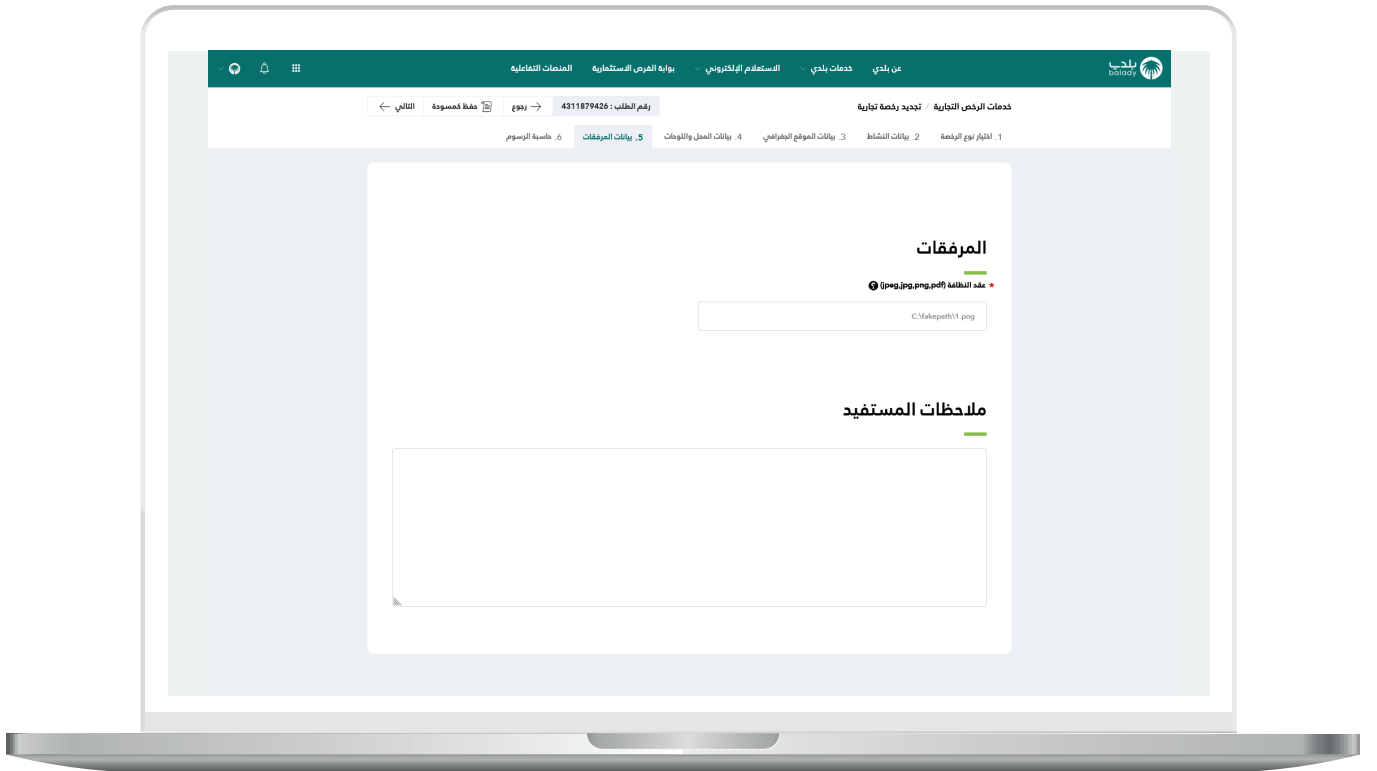 بلدي
balady
عن بلدي
خدمات بلدي
الاستعلام الإلكتروني
بوابة الفرص الاستثمارية
المنصات التفاعلية
خدمات الرخص التجارية / تجديد رخصة تجارية
رقم الطلب : 4311879426
رجوع
حفظ كمسودة
التالي
1. اختيار نوع الرخصة
2. بيانات النشاط
3. بيانات الموقع الجغرافي
4. بيانات المحل واللوحات
5. بيانات المرفقات
6. حاسبة الرسوم
المرفقات
* عقد النظافة (jpeg,jpg,png,pdf)
C:\fakepath\1.png
ملاحظات المستفيد